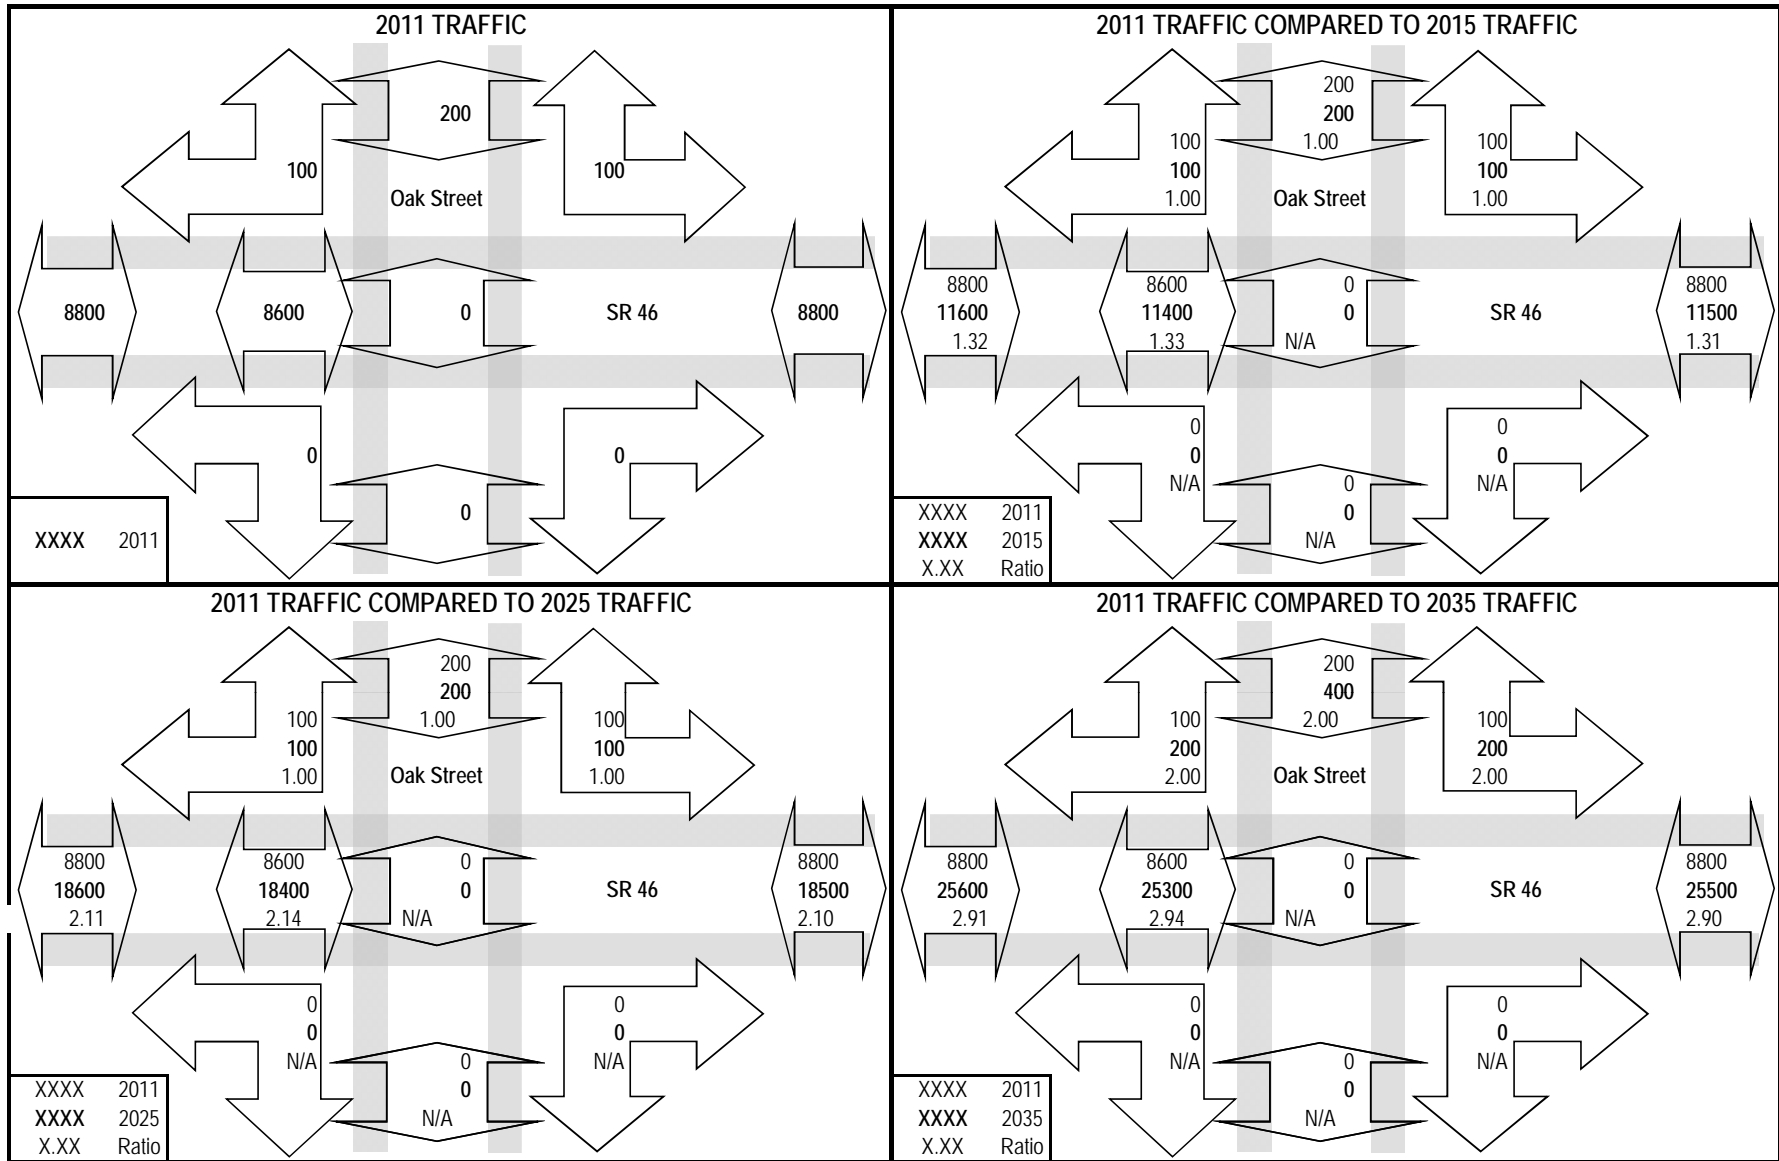 2011 TRAFFIC
200
100
100
Oak Street
8800
8600
0
SR 46
8800
0
0
0
XXXX 2011
2011 TRAFFIC COMPARED TO 2015 TRAFFIC
200
200
1.00
100
100
1.00
100
100
1.00
Oak Street
8800
11600
1.32
8600
11400
1.33
0
0
N/A
SR 46
8800
11500
1.31
0
0
N/A
0
0
N/A
0
0
N/A
XXXX 2011
XXXX 2015
X.XX Ratio
2011 TRAFFIC COMPARED TO 2025 TRAFFIC
200
200
1.00
100
100
1.00
100
100
1.00
Oak Street
8800
18600
2.11
8600
18400
2.14
0
0
N/A
SR 46
8800
18500
2.10
0
0
N/A
0
0
N/A
0
0
N/A
XXXX 2011
XXXX 2025
X.XX Ratio
2011 TRAFFIC COMPARED TO 2035 TRAFFIC
200
400
2.00
100
200
2.00
100
200
2.00
Oak Street
8800
25600
2.91
8600
25300
2.94
0
0
N/A
SR 46
8800
25500
2.90
0
0
N/A
0
0
N/A
0
0
N/A
XXXX 2011
XXXX 2035
X.XX Ratio